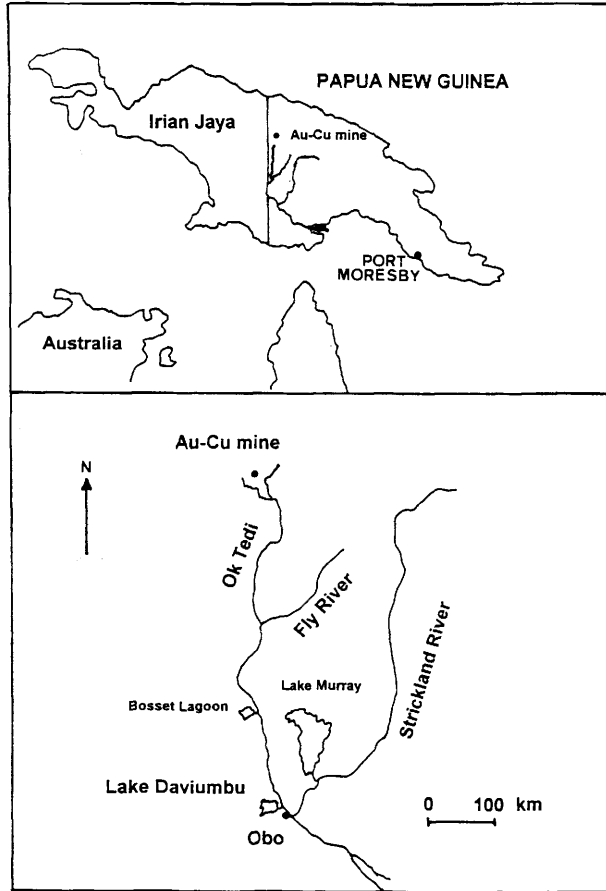 PAPUA NEW GUINEA
Irian Jaya
Au-Cu mine
PORT
MORESBY
Australia
Au-Cu mine
N
Ok Tedi
Fly River
Strickland River
Lake Murray
Bosset Lagoon
Lake Daviumbu
0 100 km
Obo